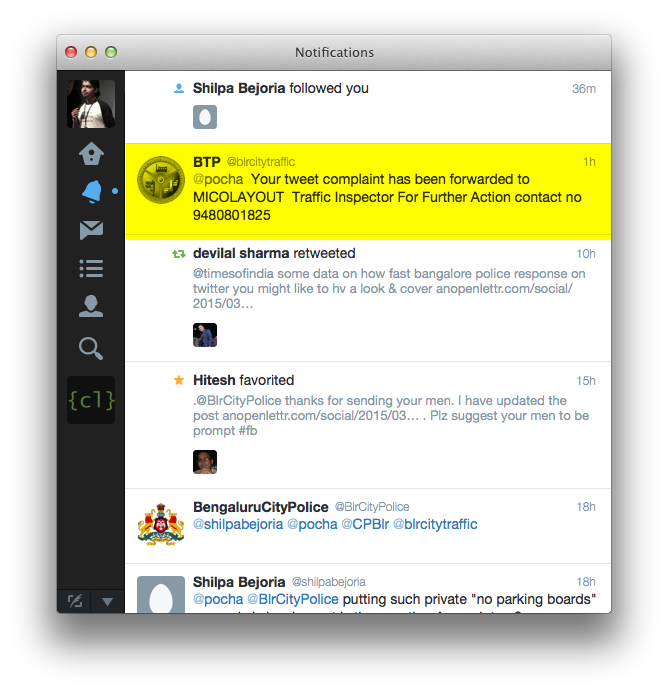 Notifications
Shilpa Bejoria followed you 36m
BTP @blrcitytraffic 1h
@pocha Your tweet complaint has been forwarded to
MICOLAYOUT Traffic Inspector For Further Action contact no
9480801825
devilal sharma retweeted 10h
@timesofindia some data on how fast bangalore police response on
twitter you might like to hv a look & cover anopenlettr.com/social/
2015/03…
Hitesh favorited 15h
.@BlrCityPolice thanks for sending your men. I have updated the
post anopenlettr.com/social/2015/03… . Plz suggest your men to be
prompt #fb
{cl}
BengaluruCityPolice @BlrCityPolice 18h
@shilpabejoria @pocha @CPBlr @blrcitytraffic
Shilpa Bejoria @shilpabejoria 18h
@pocha @BlrCityPolice putting such private "no parking boards"